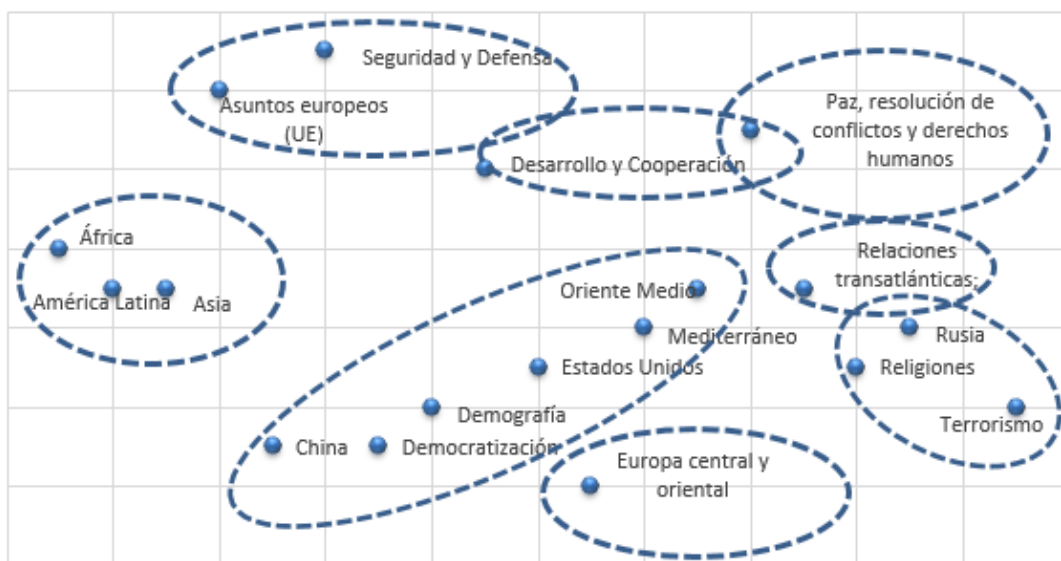 Seguridad y Defensa
Asuntos europeos
(UE)
Paz, resolución de
conflictos y derechos
humanos
Desarrollo y Cooperación
África
América Latina
Asia
Relaciones
transatlánticas;
Oriente Medio
Mediterráneo
Rusia
Estados Unidos
Religiones
Demografía
Terrorismo
China
Democratización
Europa central y
oriental